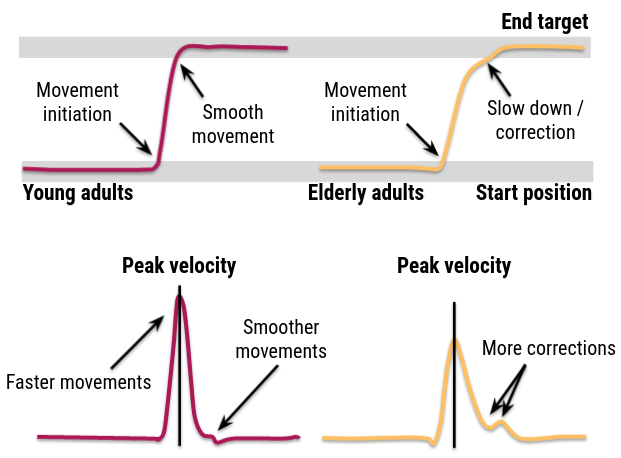 End target
Movement
initiation
Smooth
movement
Movement
initiation
Slow down /
correction
Young adults
Elderly adults
Start position
Peak velocity
Peak velocity
Faster movements
Smoother
movements
More corrections